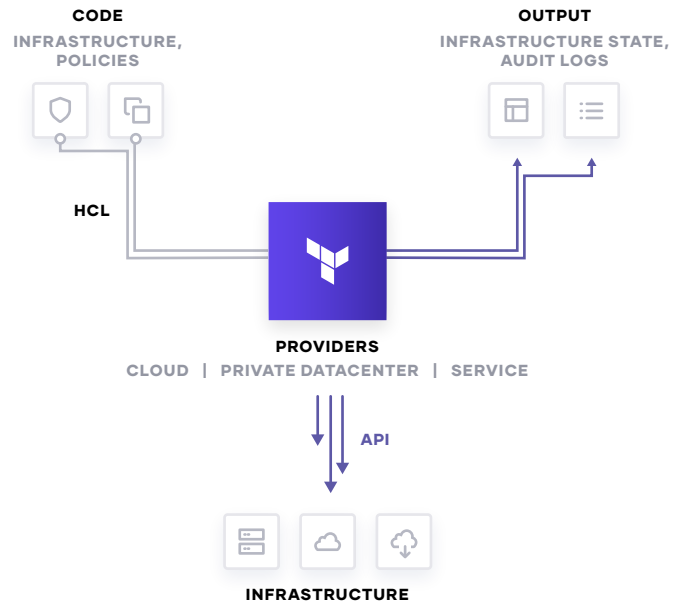 CODE
INFRASTRUCTURE,
POLICIES
OUTPUT
INFRASTRUCTURE STATE,
AUDIT LOGS
HCL
PROVIDERS
CLOUD | PRIVATE DATACENTER | SERVICE
API
INFRASTRUCTURE